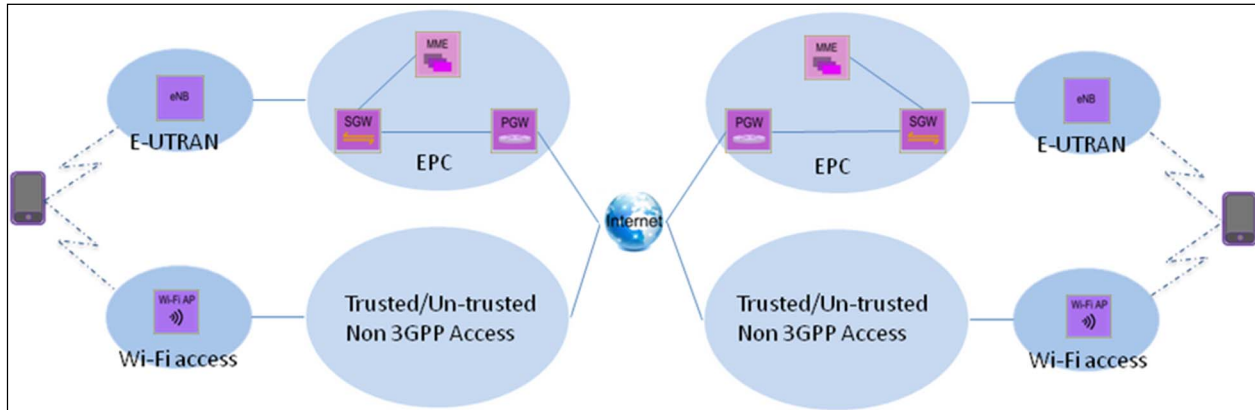 MME
eNB
SGW
PGW
E-UTRAN
EPC
MME
eNB
PGW
SGW
E-UTRAN
EPC
Internet
Wi-Fi AP
Trusted/Un-trusted
Non 3GPP Access
Wi-Fi access
Trusted/Un-trusted
Non 3GPP Access
Wi-Fi AP
Wi-Fi access